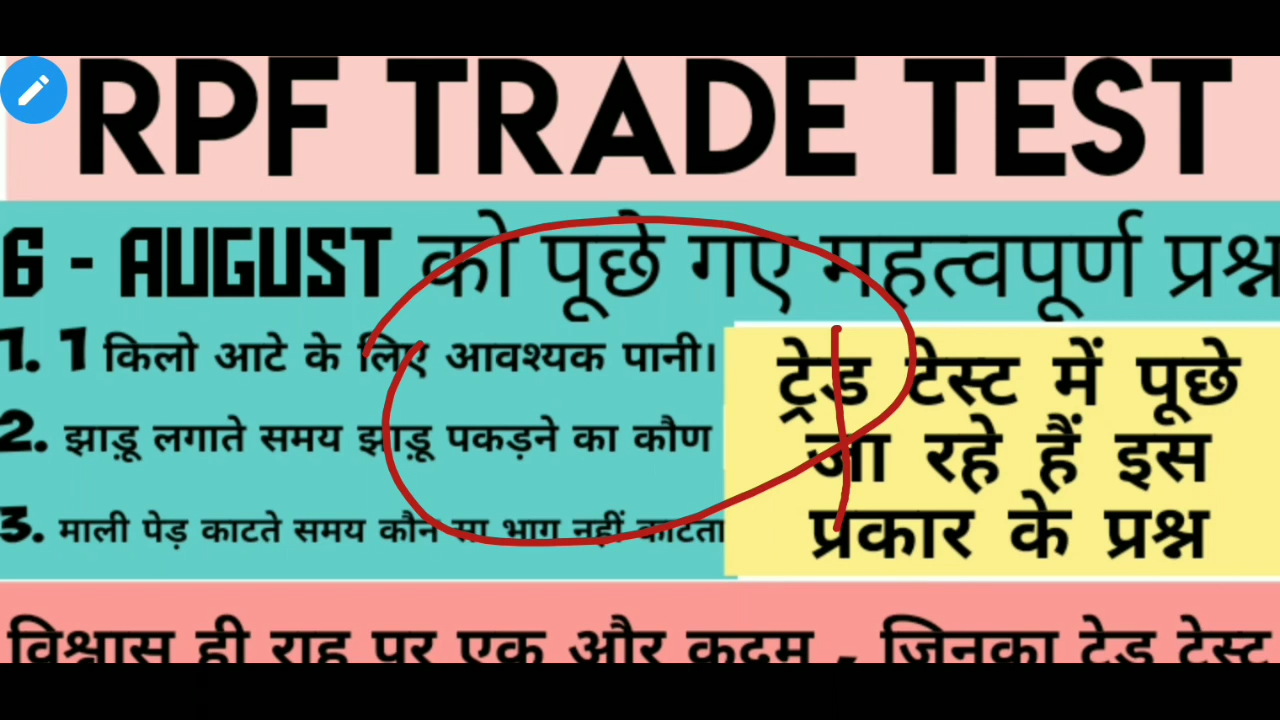 RPF TRADE TEST
6 - AUGUST को पूछे गए महत्वपूर्ण प्रश्न
1. 1 किलो आटे के लिए आवश्यक पानी।
2. झाड़ू लगाते समय झाड़ू पकड़ने का कौण
3. माली पेड़ काटते समय कौन सा भाग नहीं काटता
ट्रेड टेस्ट में पूछे
जा रहे हैं इस
प्रकार के प्रश्न
विश्वास ही राह पर एक और कदम , जिनका टेड टेस्ट